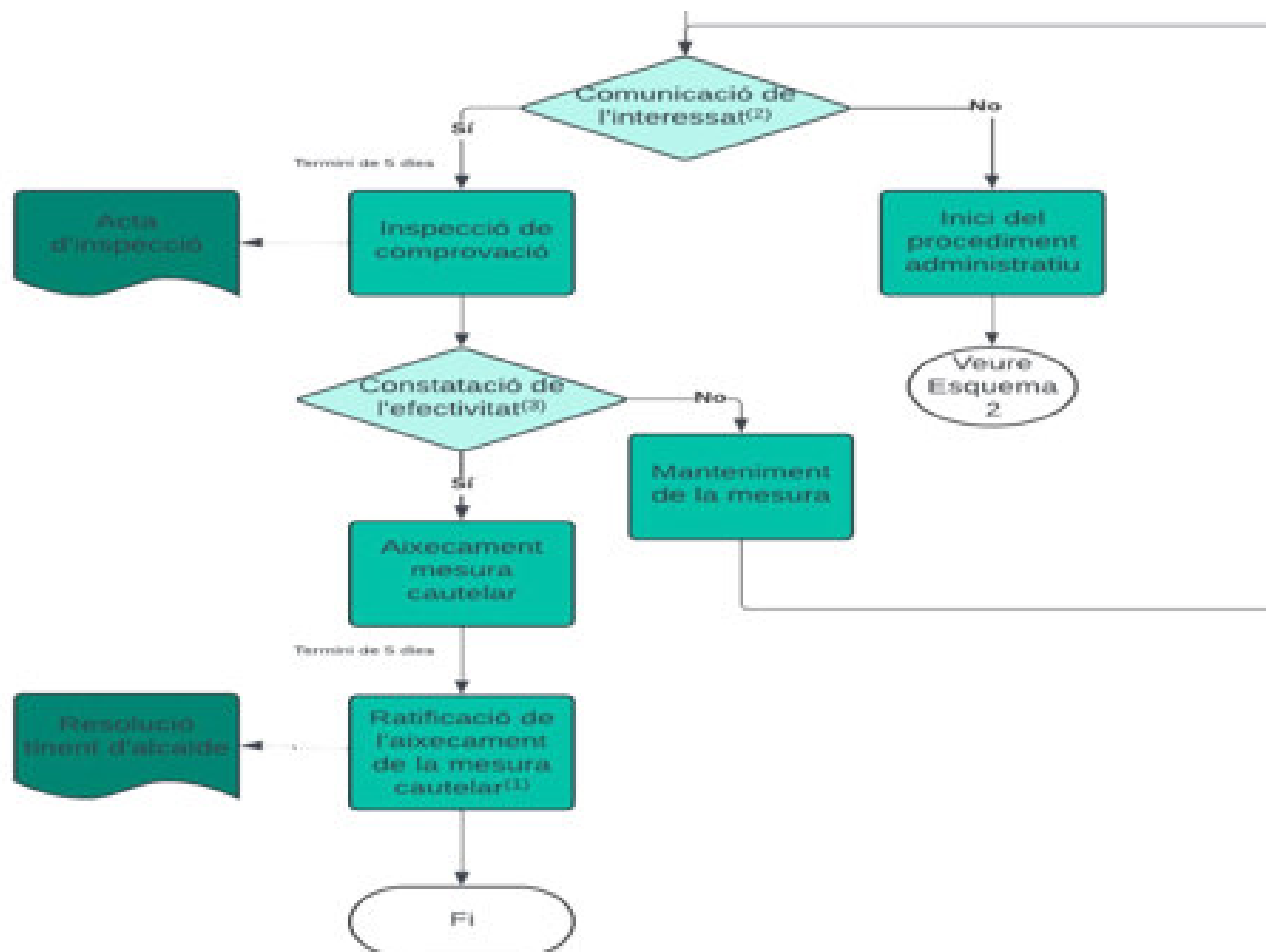 Comunicació de
l'interessat(2)
Sí
No
Termini de 5 dies
Acta
d'inspecció
Inspecció de
comprovació
Inici del
procediment
administratiu
Constatació de
l'efectivitat(3)
No
Veure
Esquema
2
Sí
Manteniment
de la mesura
Aixecament
mesura
cautelar
Termini de 5 dies
Resolució
tinent d'alcalde
Ratificació de
l'aixecament
de la mesura
cautelar(1)
Fi